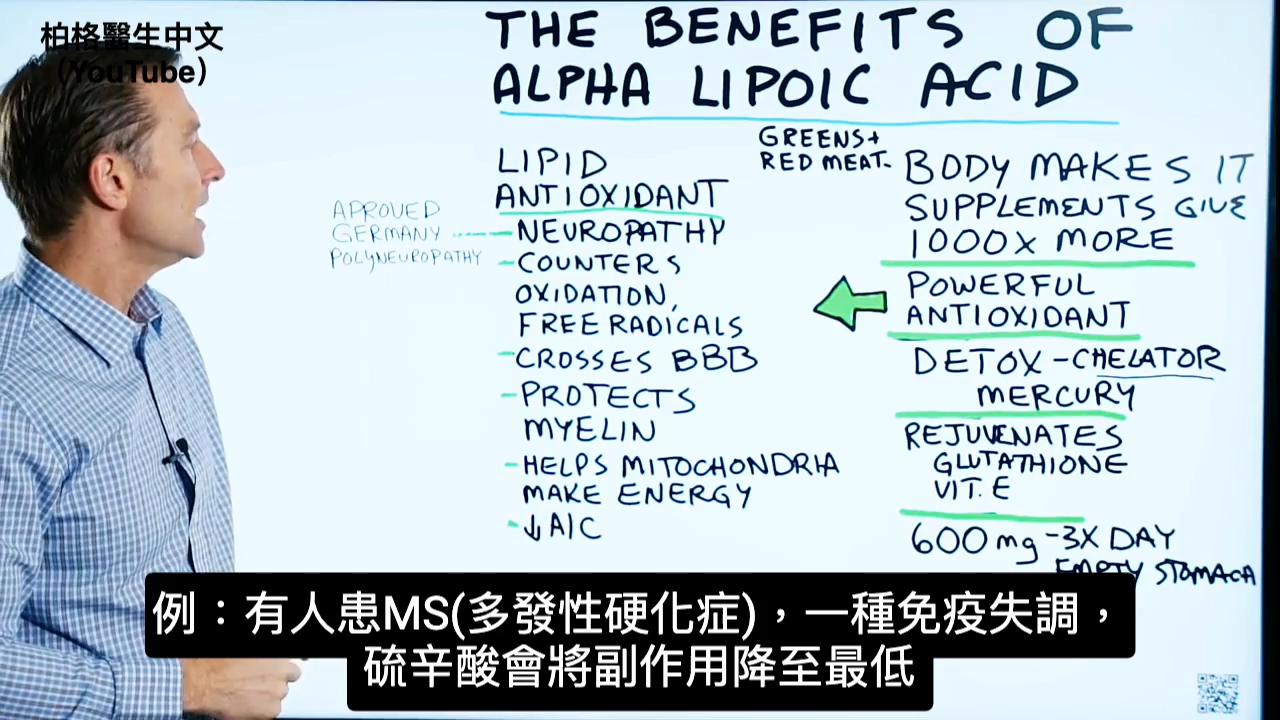 柏格醫生中文
（YouTube）
THE BENEFITS OF
ALPHA LIPOIC ACID
LIPID
ANTIOXIDANT
APROVED
GERMANY
POLYNEUROPATHY
- NEUROPATHY
- COUNTERS
OXIDATION,
FREE RADICALS
- CROSSES BBB
- PROTECTS
MYELIN
- HELPS MITOCHONDRIA
MAKE ENERGY
- ↓ A1C
GREENS+
RED MEAT-
BODY MAKES IT
SUPPLEMENTS GIVE
1000X MORE
POWERFUL
ANTIOXIDANT
DETOX - CHELATOR
MERCURY
REJUVENATES
GLUTATHIONE
VIT. E
600 mg - 3X DAY
EMPTY STOMACH
例：有人患MS(多發性硬化症)，一種免疫失調，
硫辛酸會將副作用降至最低